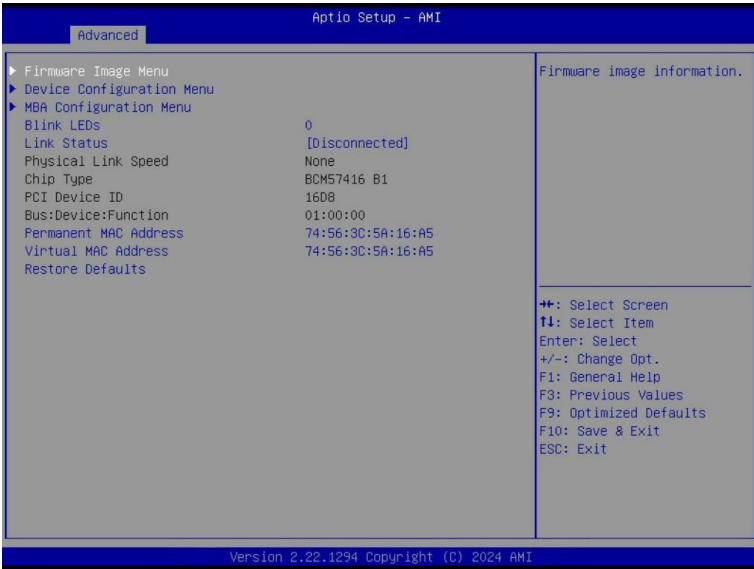 Aptio Setup – AMI
Advanced
▶ Firmware Image Menu
▶ Device Configuration Menu
▶ MBA Configuration Menu
Blink LEDs 0
Link Status [Disconnected]
Physical Link Speed None
Chip Type BCM57416 B1
PCI Device ID 16D8
Bus:Device:Function 01:00:00
Permanent MAC Address 74:56:3C:5A:16:A5
Virtual MAC Address 74:56:3C:5A:16:A5
Restore Defaults
Firmware image information.
→←: Select Screen
↑↓: Select Item
Enter: Select
+/-: Change Opt.
F1: General Help
F3: Previous Values
F9: Optimized Defaults
F10: Save & Exit
ESC: Exit
Version 2.22.1294 Copyright (C) 2024 AMI